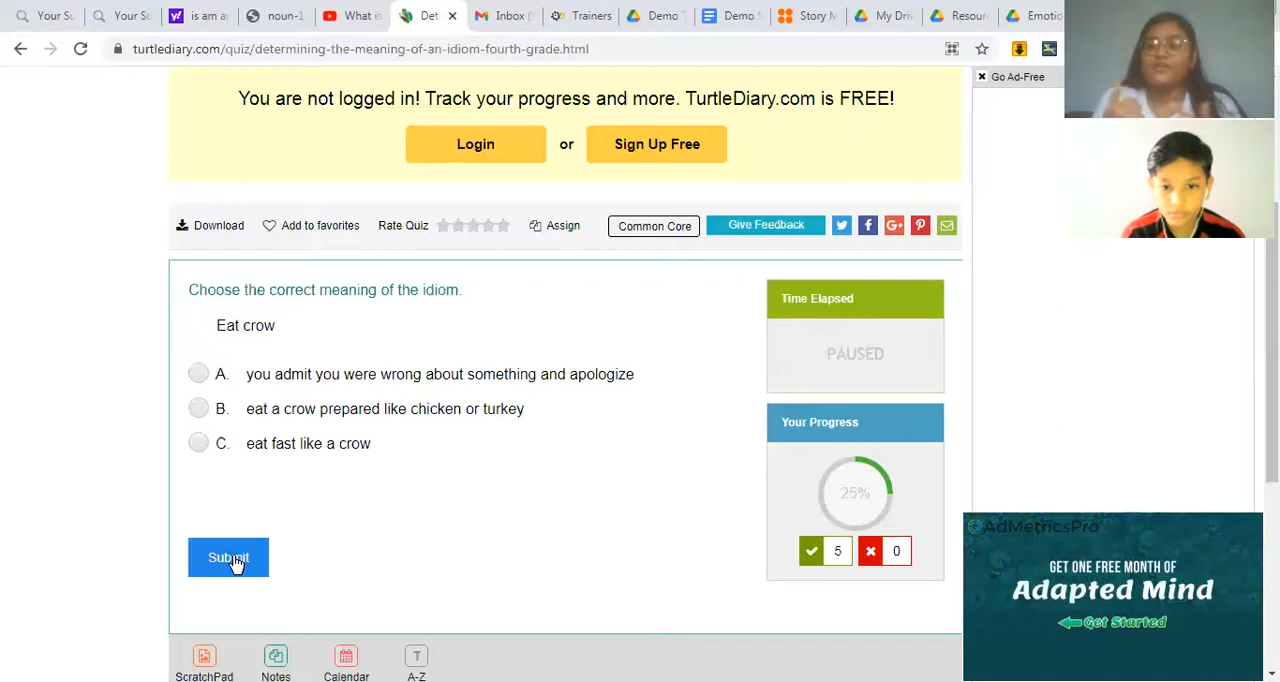 Your Su
Your Su
is am ar
noun-1
What is
Det
Inbox (
Trainers
Demo T
Demo S
Story M
My Driv
Resour
Emotio
turtlediary.com/quiz/determining-the-meaning-of-an-idiom-fourth-grade.html
Go Ad-Free
You are not logged in! Track your progress and more. TurtleDiary.com is FREE!
Login or Sign Up Free
Download Add to favorites Rate Quiz Assign Common Core Give Feedback
Choose the correct meaning of the idiom.
Eat crow
A. you admit you were wrong about something and apologize
B. eat a crow prepared like chicken or turkey
C. eat fast like a crow
Submit
Time Elapsed
PAUSED
Your Progress
25%
5 0
AdMetricsPro
GET ONE FREE MONTH OF
Adapted Mind
Get Started
ScratchPad Notes Calendar A-Z